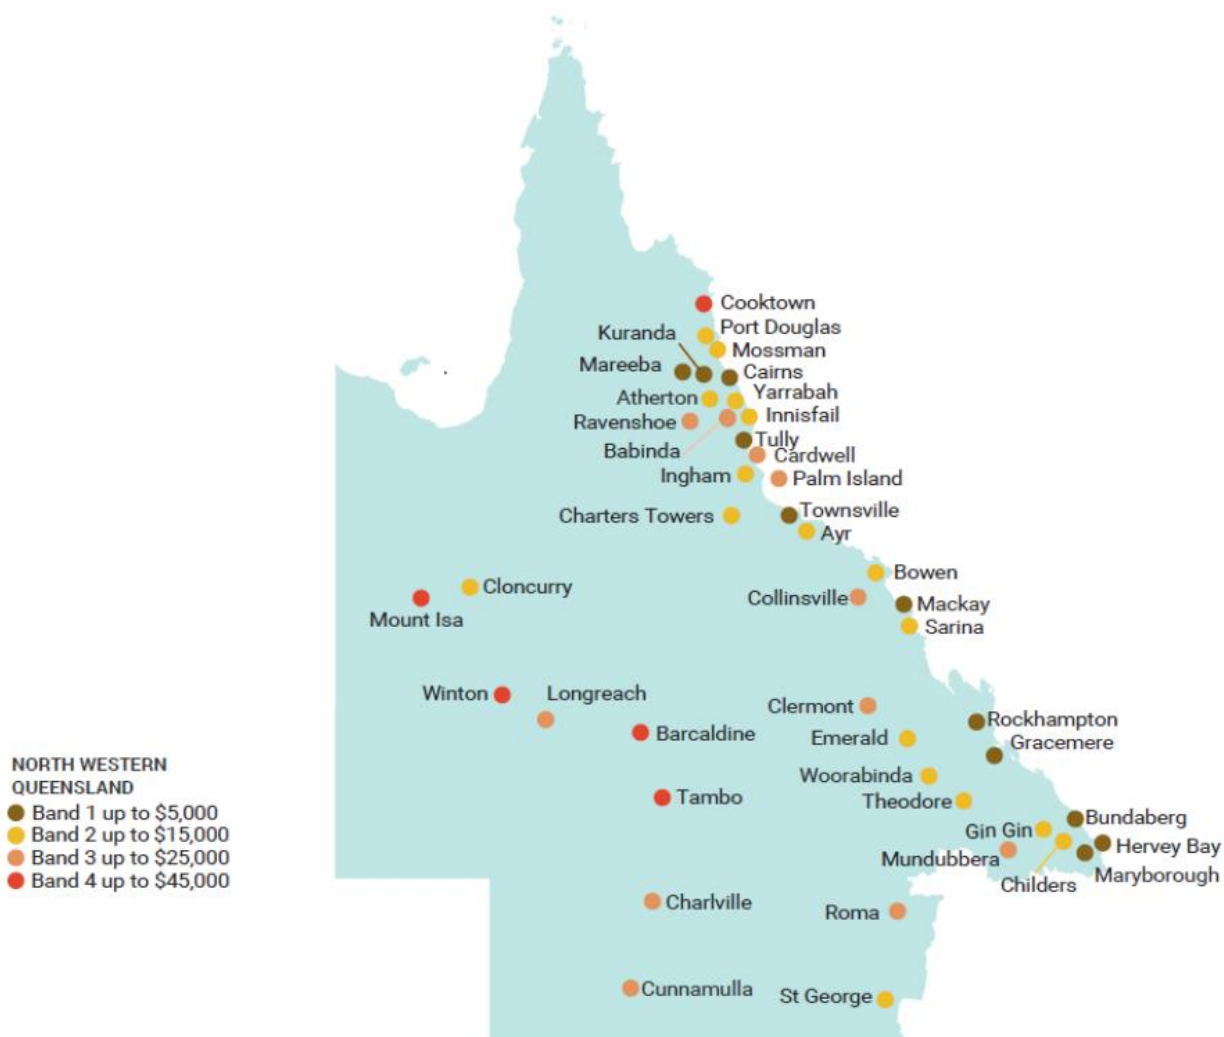 Cooktown
Port Douglas
Kuranda
Mossman
Mareeba
Cairns
Yarrabah
Atherton
Innisfail
Ravenshoe
Tully
Babinda
Cardwell
Ingham
Palm Island
Townsville
Charters Towers
Ayr
Bowen
Cloncurry
Collinsville
Mackay
Mount Isa
Sarina
Winton
Longreach
Clermont
Rockhampton
Barcaldine
Emerald
Gracemere
NORTH WESTERN
QUEENSLAND
Band 1 up to $5,000
Band 2 up to $15,000
Band 3 up to $25,000
Band 4 up to $45,000
Woorabinda
Tambo
Theodore
Bundaberg
Gin Gin
Hervey Bay
Mundubbera
Maryborough
Childers
Charlville
Roma
Cunnamulla
St George